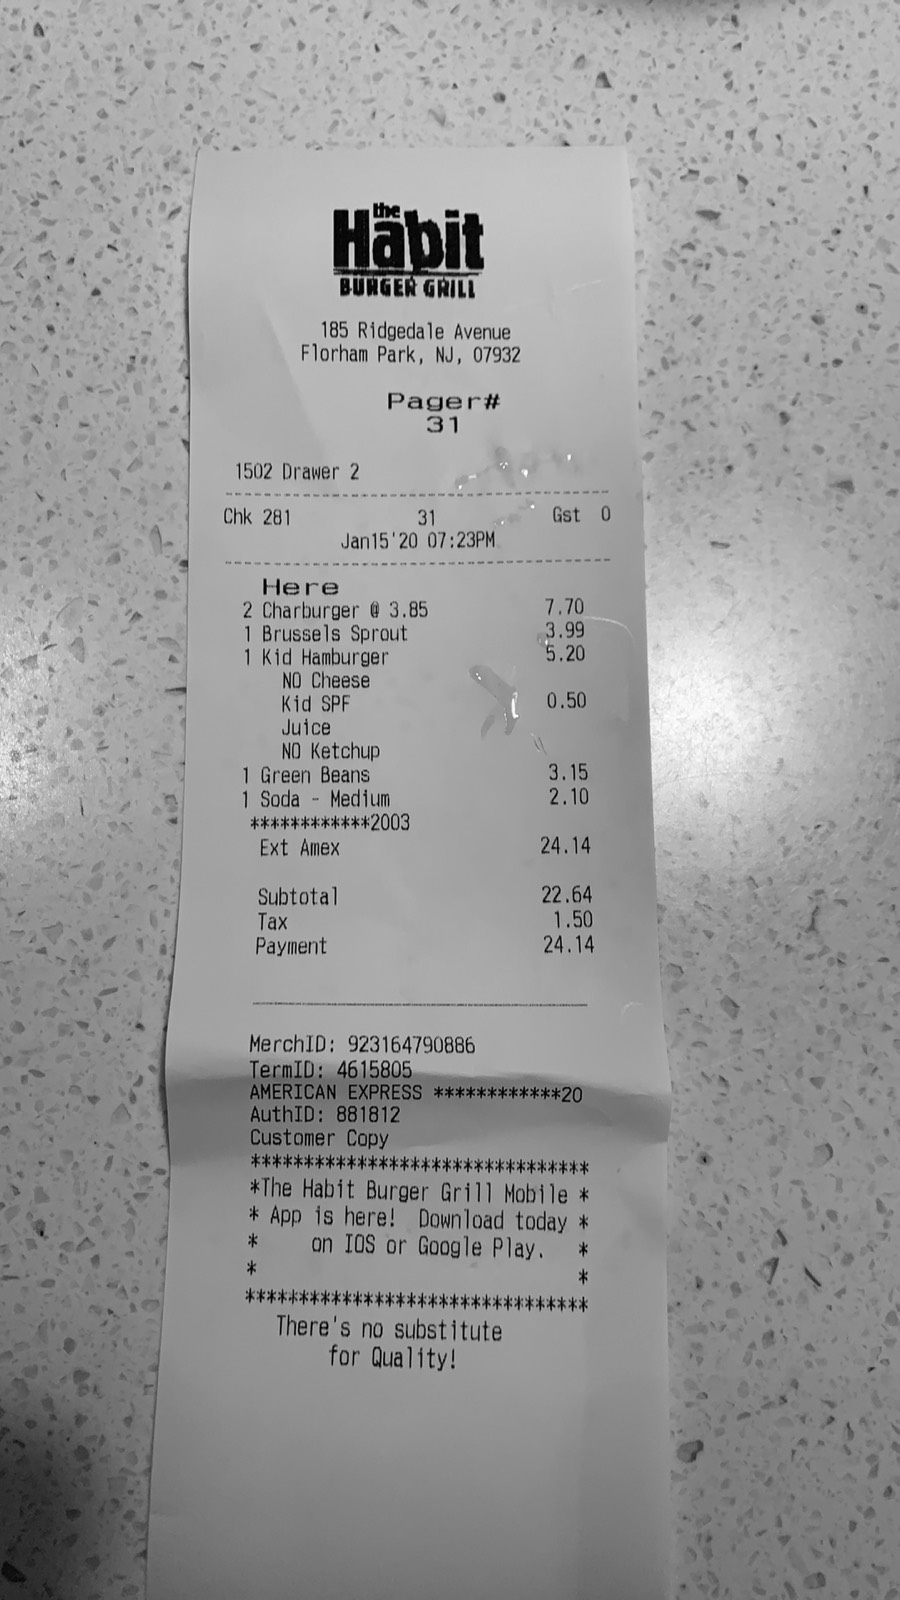 the
Habit
BURGER GRILL
185 Ridgedale Avenue
Florham Park, NJ, 07932
Pager#
31
1502 Drawer 2
Chk 281 31 Gst 0
Jan15'20 07:23PM
Here
2 Charburger @ 3.85 7.70
1 Brussels Sprout 3.99
1 Kid Hamburger 5.20
NO Cheese
Kid SPF 0.50
Juice
NO Ketchup
1 Green Beans 3.15
1 Soda - Medium 2.10
************2003
Ext Amex 24.14
Subtotal 22.64
Tax 1.50
Payment 24.14
MerchID: 923164790886
TermID: 4615805
AMERICAN EXPRESS ************20
AuthID: 881812
Customer Copy
********************************
*The Habit Burger Grill Mobile *
* App is here! Download today *
* on IOS or Google Play. *
* *
********************************
There's no substitute
for Quality!